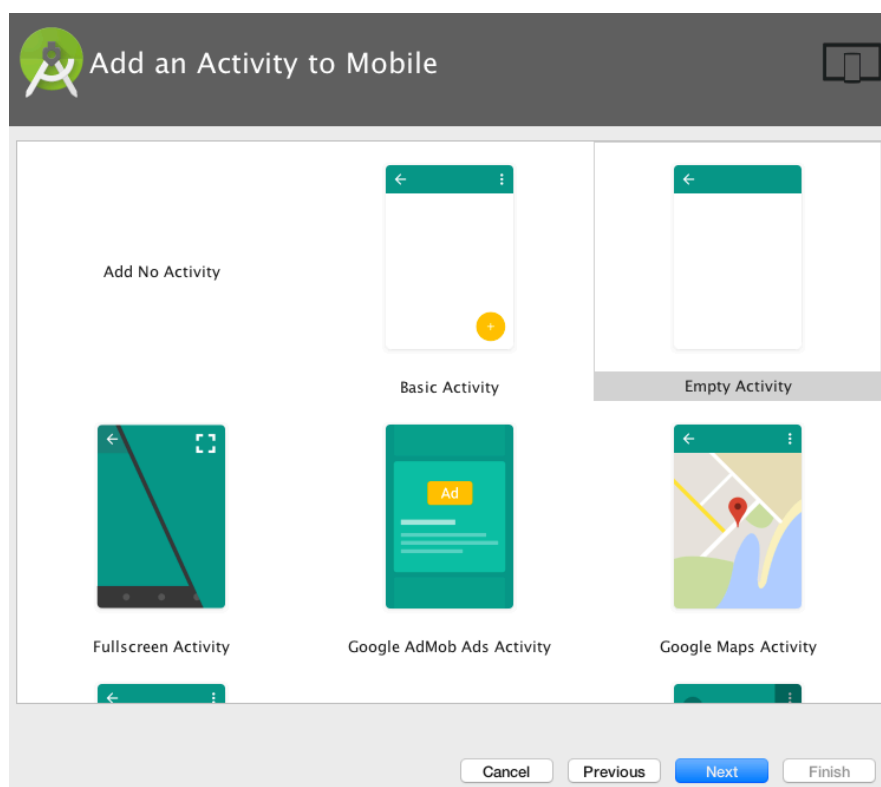 Add an Activity to Mobile
Add No Activity
Basic Activity
Empty Activity
Ad
Fullscreen Activity
Google AdMob Ads Activity
Google Maps Activity
Cancel
Previous
Next
Finish